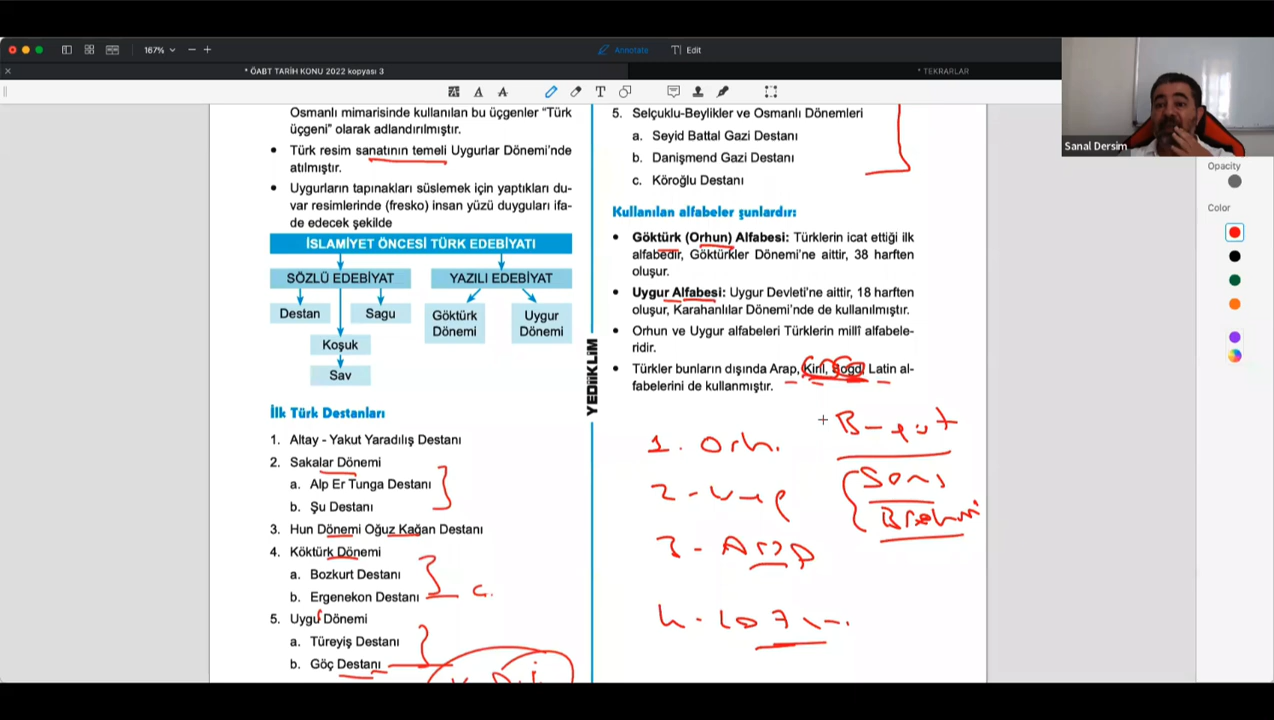 167%
Annotate
Edit
* ÖABT TARİH KONU 2022 kopyası 3
* TEKRARLAR
Sanal Dersim
Opacity
Color
Osmanlı mimarisinde kullanılan bu üçgenler “Türk
üçgeni” olarak adlandırılmıştır.
• Türk resim sanatının temeli Uygurlar Dönemi’nde
atılmıştır.
• Uygurların tapınakları süslemek için yaptıkları du-
var resimlerinde (fresko) insan yüzü duyguları ifa-
de edecek şekilde
İSLAMİYET ÖNCESİ TÜRK EDEBİYATI
SÖZLÜ EDEBİYAT
YAZILI EDEBİYAT
Destan
Sagu
Koşuk
Sav
Göktürk
Dönemi
Uygur
Dönemi
İlk Türk Destanları
1. Altay - Yakut Yaradılış Destanı
2. Sakalar Dönemi
a. Alp Er Tunga Destanı
b. Şu Destanı
3. Hun Dönemi Oğuz Kağan Destanı
4. Köktürk Dönemi
a. Bozkurt Destanı
b. Ergenekon Destanı
c.
5. Uygur Dönemi
a. Türeyiş Destanı
b. Göç Destanı
YEDİİKLİM
5. Selçuklu-Beylikler ve Osmanlı Dönemleri
a. Seyid Battal Gazi Destanı
b. Danişmend Gazi Destanı
c. Köroğlu Destanı
Kullanılan alfabeler şunlardır:
• Göktürk (Orhun) Alfabesi: Türklerin icat ettiği ilk
alfabedir, Göktürkler Dönemi’ne aittir, 38 harften
oluşur.
• Uygur Alfabesi: Uygur Devleti’ne aittir, 18 harften
oluşur, Karahanlılar Dönemi’nde de kullanılmıştır.
• Orhun ve Uygur alfabeleri Türklerin millî alfabele-
ridir.
• Türkler bunların dışında Arap, Kiril, Soğd, Latin al-
fabelerini de kullanmıştır.
1. Orh.
3 - Arap
4. Latin.
Brehmi